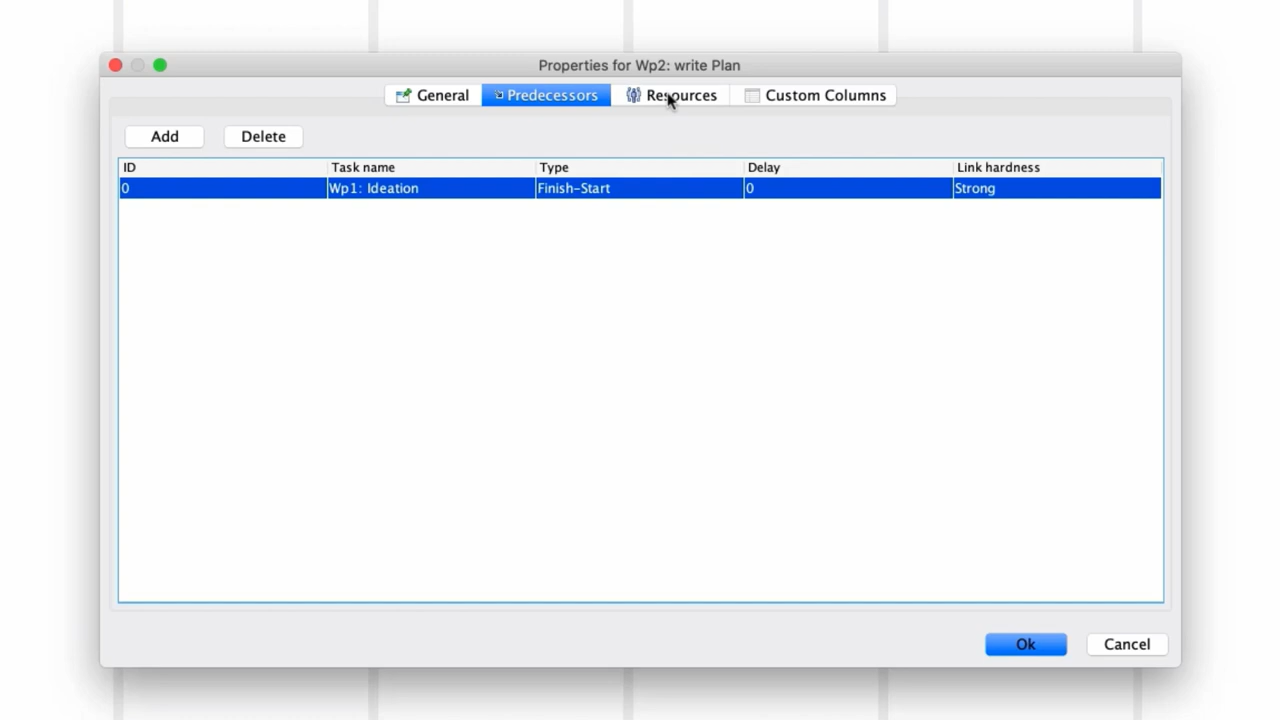 Properties for Wp2: write Plan
General Predecessors Resources Custom Columns
Add Delete
ID Task name Type Delay Link hardness
0 Wp1: Ideation Finish-Start 0 Strong
Ok Cancel